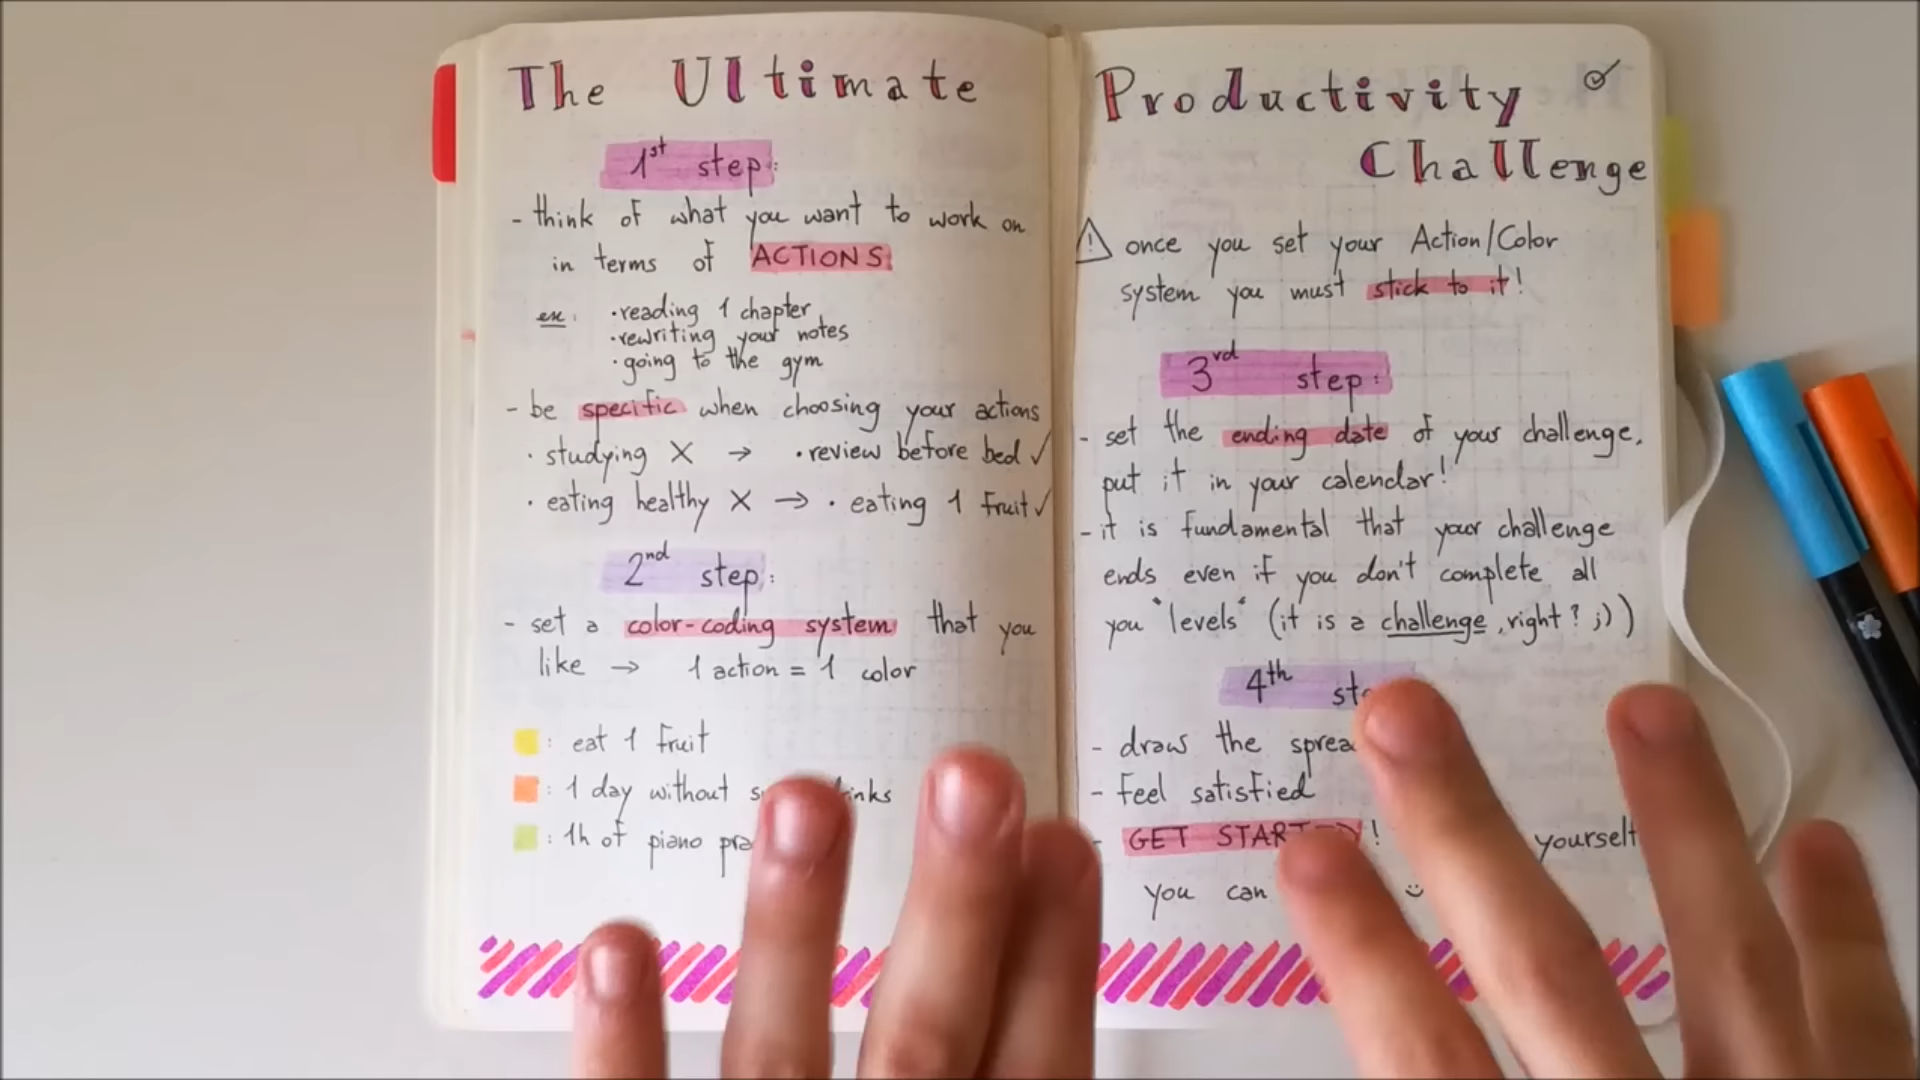 The Ultimate
1st step:
- think of what you want to work on
in terms of ACTIONS
ex: • reading 1 chapter
• rewriting your notes
• going to the gym
- be specific when choosing your actions
• studying X → • review before bed ✓
• eating healthy X → • eating 1 fruit ✓
2nd step:
- set a color-coding system that you
like → 1 action = 1 color
: eat 1 fruit
: 1 day without
: 1h of piano
Productivity
Challenge
! once you set your Action/Color
system you must stick to it!
3rd step:
- set the ending date of your challenge,
put it in your calendar!
- it is fundamental that your challenge
ends even if you don't complete all
you "levels" (it is a challenge, right? ;))
4th
- draw the
- feel satisfied
- GET ! yourself
you can :)